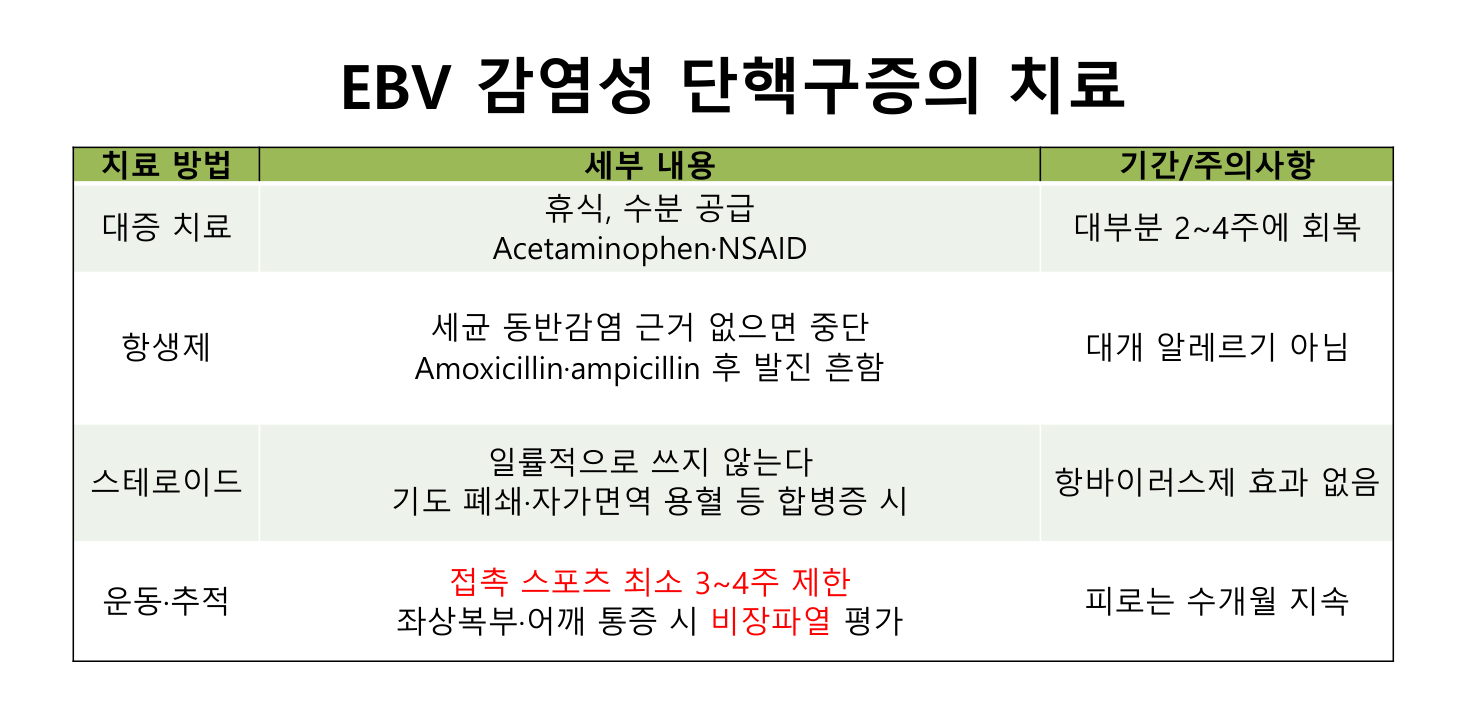 EBV 감염성 단핵구증의 치료
치료 방법 세부 내용 기간/주의사항
대증 치료
휴식, 수분 공급
Acetaminophen·NSAID
대부분 2~4주에 회복
항생제
세균 동반감염 근거 없으면 중단
Amoxicillin·ampicillin 후 발진 흔함
대개 알레르기 아님
스테로이드
일률적으로 쓰지 않는다
기도 폐쇄·자가면역 용혈 등 합병증 시
항바이러스제 효과 없음
운동·추적
접촉 스포츠 최소 3~4주 제한
좌상복부·어깨 통증 시 비장파열 평가
피로는 수개월 지속